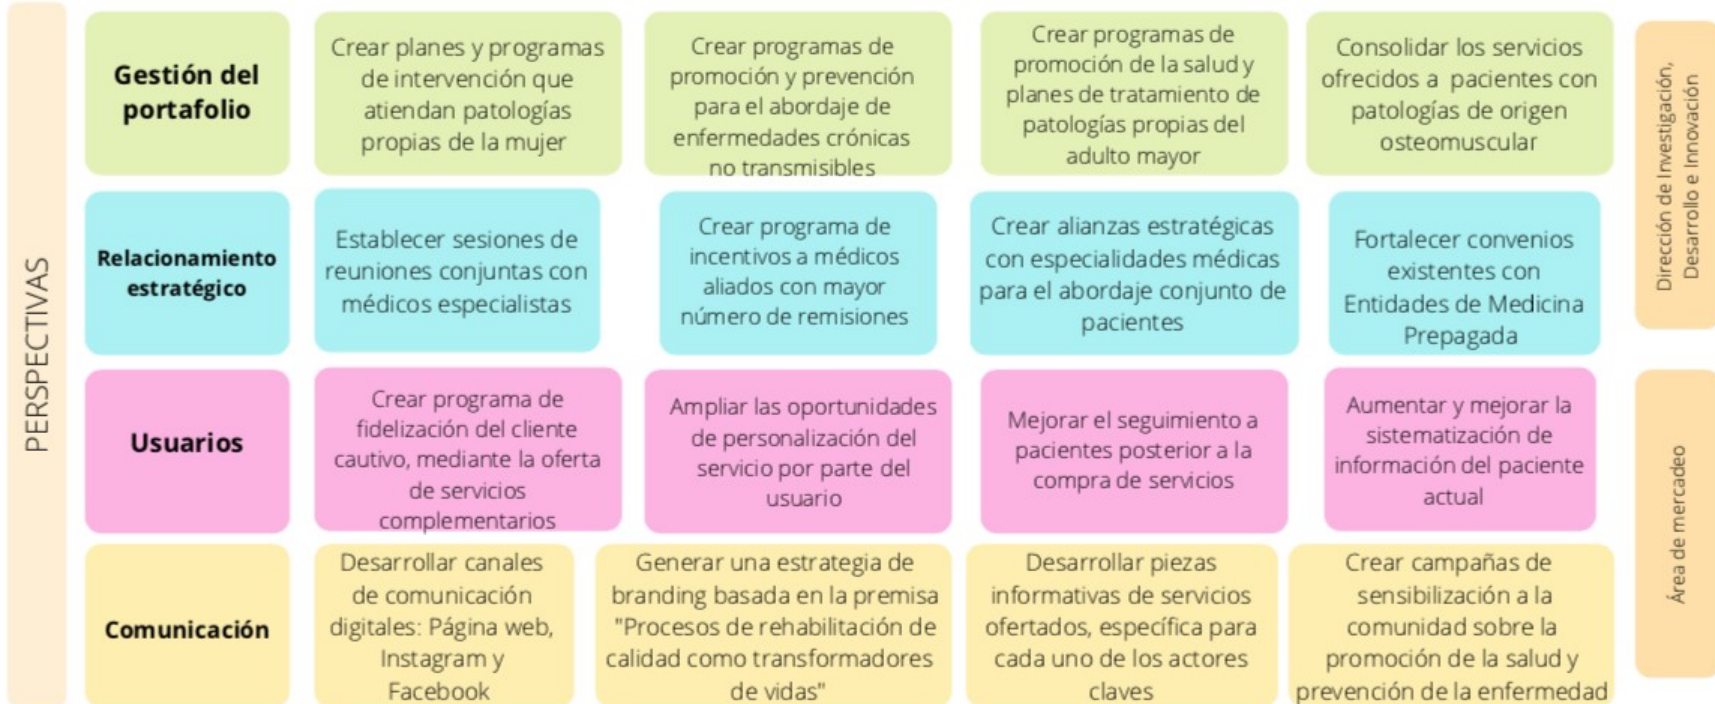 PERSPECTIVAS
Gestión del
portafolio
Crear planes y programas
de intervención que
atiendan patologías
propias de la mujer
Crear programas de
promoción y prevención
para el abordaje de
enfermedades crónicas
no transmisibles
Crear programas de
promoción de la salud y
planes de tratamiento de
patologías propias del
adulto mayor
Consolidar los servicios
ofrecidos a pacientes con
patologías de origen
osteomuscular
Relacionamiento
estratégico
Establecer sesiones de
reuniones conjuntas con
médicos especialistas
Crear programa de
incentivos a médicos
aliados con mayor
número de remisiones
Crear alianzas estratégicas
con especialidades médicas
para el abordaje conjunto de
pacientes
Fortalecer convenios
existentes con
Entidades de Medicina
Prepagada
Dirección de Investigación,
Desarrollo e Innovación
Usuarios
Crear programa de
fidelización del cliente
cautivo, mediante la oferta
de servicios
complementarios
Ampliar las oportunidades
de personalización del
servicio por parte del
usuario
Mejorar el seguimiento a
pacientes posterior a la
compra de servicios
Aumentar y mejorar la
sistematización de
información del paciente
actual
Comunicación
Desarrollar canales
de comunicación
digitales: Página web,
Instagram y
Facebook
Generar una estrategia de
branding basada en la premisa
"Procesos de rehabilitación de
calidad como transformadores
de vidas"
Desarrollar piezas
informativas de servicios
ofertados, específica para
cada uno de los actores
claves
Crear campañas de
sensibilización a la
comunidad sobre la
promoción de la salud y
prevención de la enfermedad
Área de mercadeo